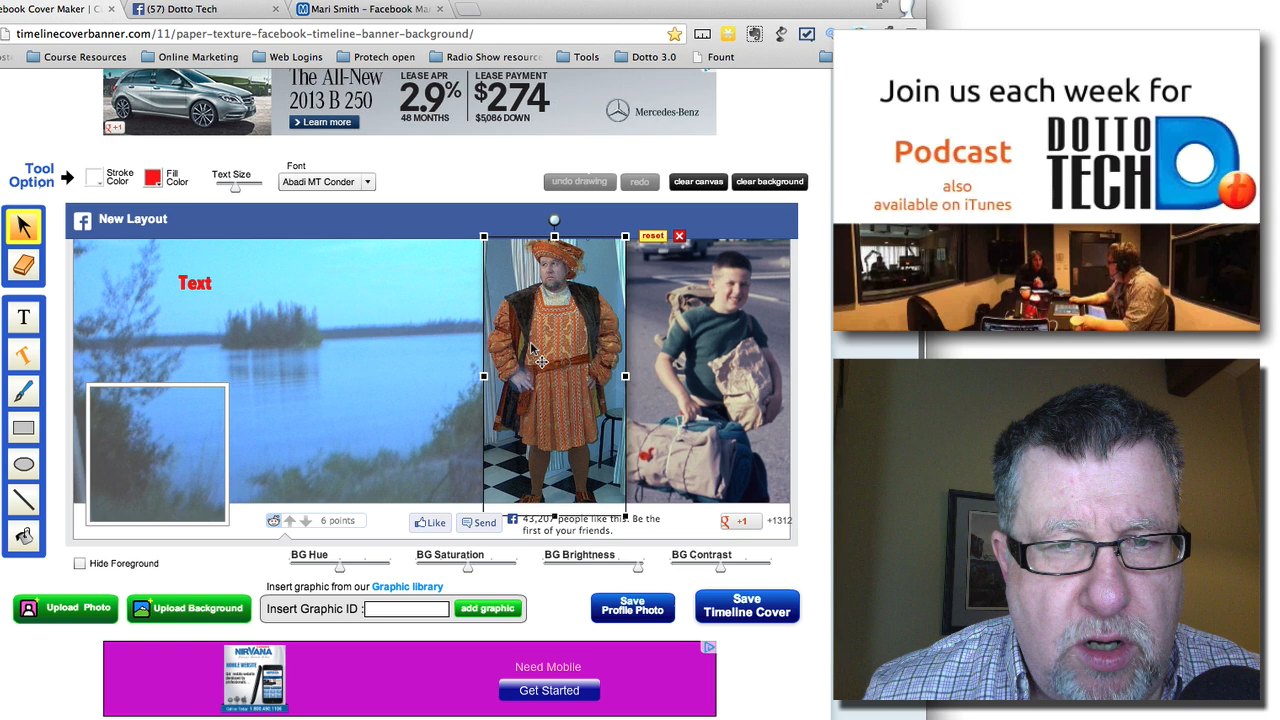 ebook Cover Maker | C
(57) Dotto Tech
Mari Smith – Facebook Mar
timelinecoverbanner.com/11/paper-texture-facebook-timeline-banner-background/
Course Resources
Online Marketing
Web Logins
Protech open
Radio Show resourc
Tools
Dotto 3.0
Fount
The All-New
2013 B 250
Learn more
LEASE APR
2.9%
48 MONTHS
LEASE PAYMENT
$274
$5,086 DOWN
Mercedes-Benz
+1
Tool
Option
Stroke
Color
Fill
Color
Text Size
Font
Abadi MT Conder
undo drawing
redo
clear canvas
clear background
New Layout
reset
Text
T
T
6 points
Like
Send
43,207 people like this. Be the
first of your friends.
+1
+1312
Hide Foreground
BG Hue
BG Saturation
BG Brightness
BG Contrast
Upload Photo
Upload Background
Insert graphic from our Graphic library
Insert Graphic ID :
add graphic
Save
Profile Photo
Save
Timeline Cover
NIRVANA
Need Mobile
Get Started
Join us each week for
Podcast
also
available on iTunes
DOTTO
TECH
t